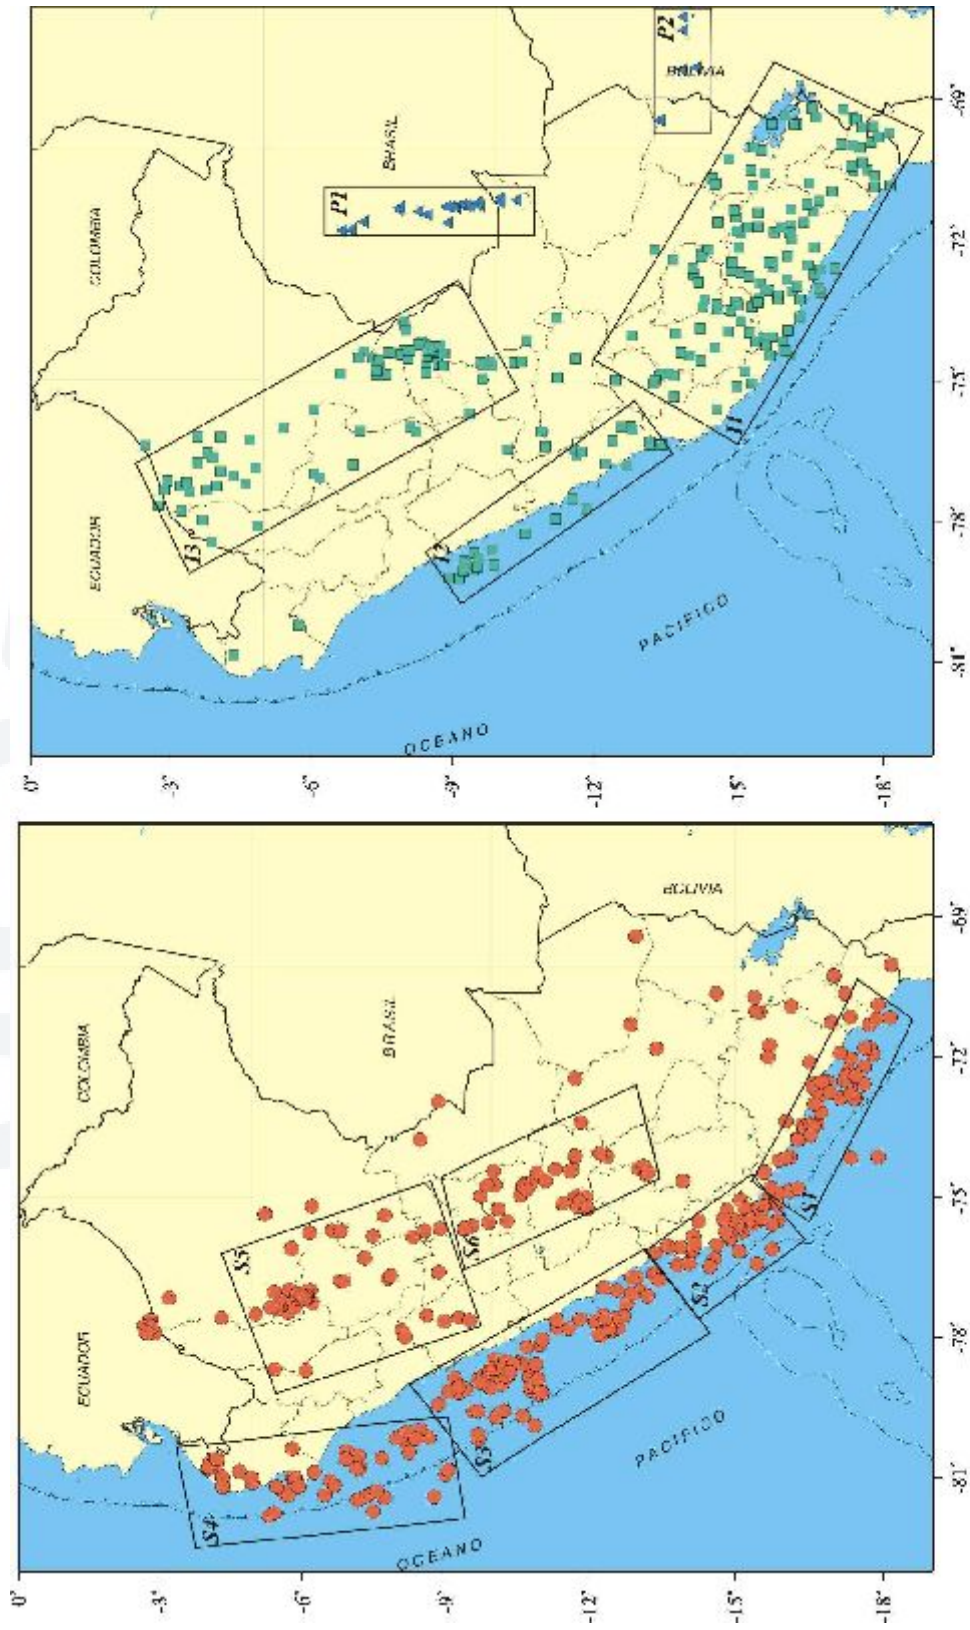 0°
ECUADOR
COLOMBIA
-3°
S4
S5
-6°
BRASIL
OCEANO
-9°
S3
S6
-12°
PACIFICO
S2
BOLIVIA
-15°
S1
-18°
-81°
-78°
-75°
-72°
-69°
0°
ECUADOR
COLOMBIA
-3°
I3
-6°
P1
BRASIL
OCEANO
-9°
I2
-12°
PACIFICO
P2
BOLIVIA
-15°
I1
-18°
-81°
-78°
-75°
-72°
-69°